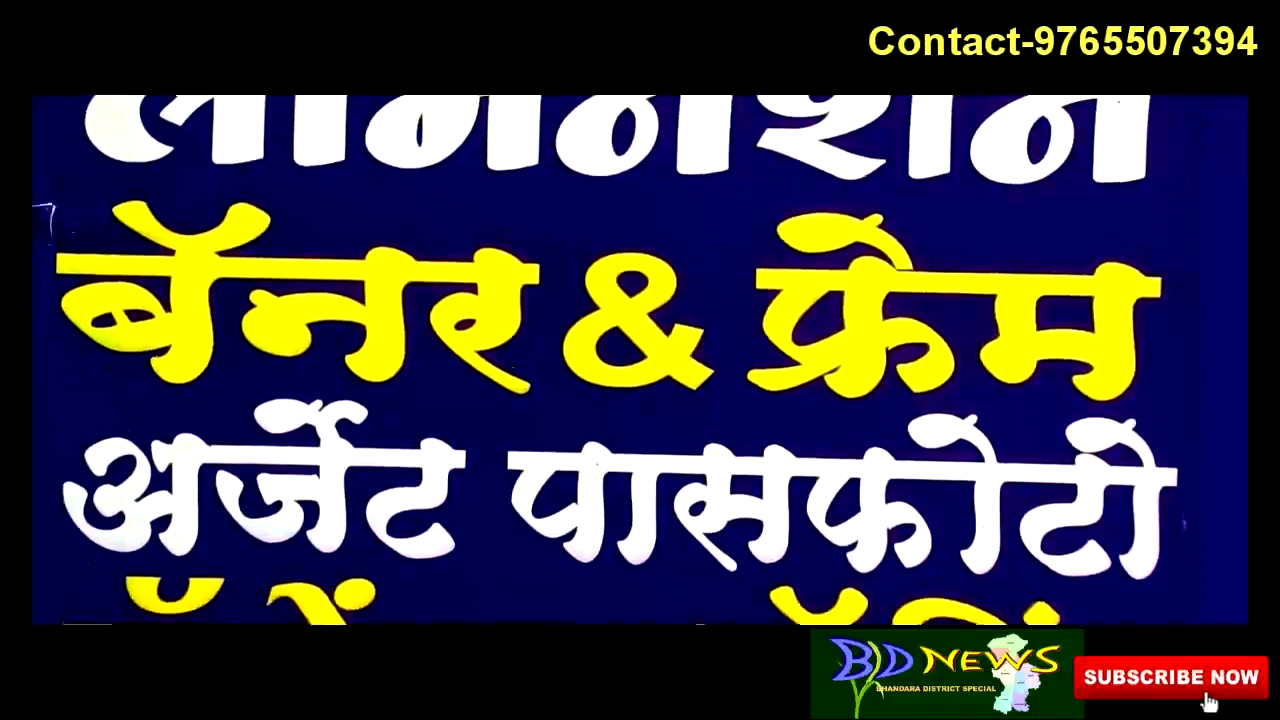 Contact-9765507394
बॅनर & फ्रेम
अर्जेट पासफोटो
BD NEWS
BHANDARA DISTRICT SPECIAL
SUBSCRIBE NOW